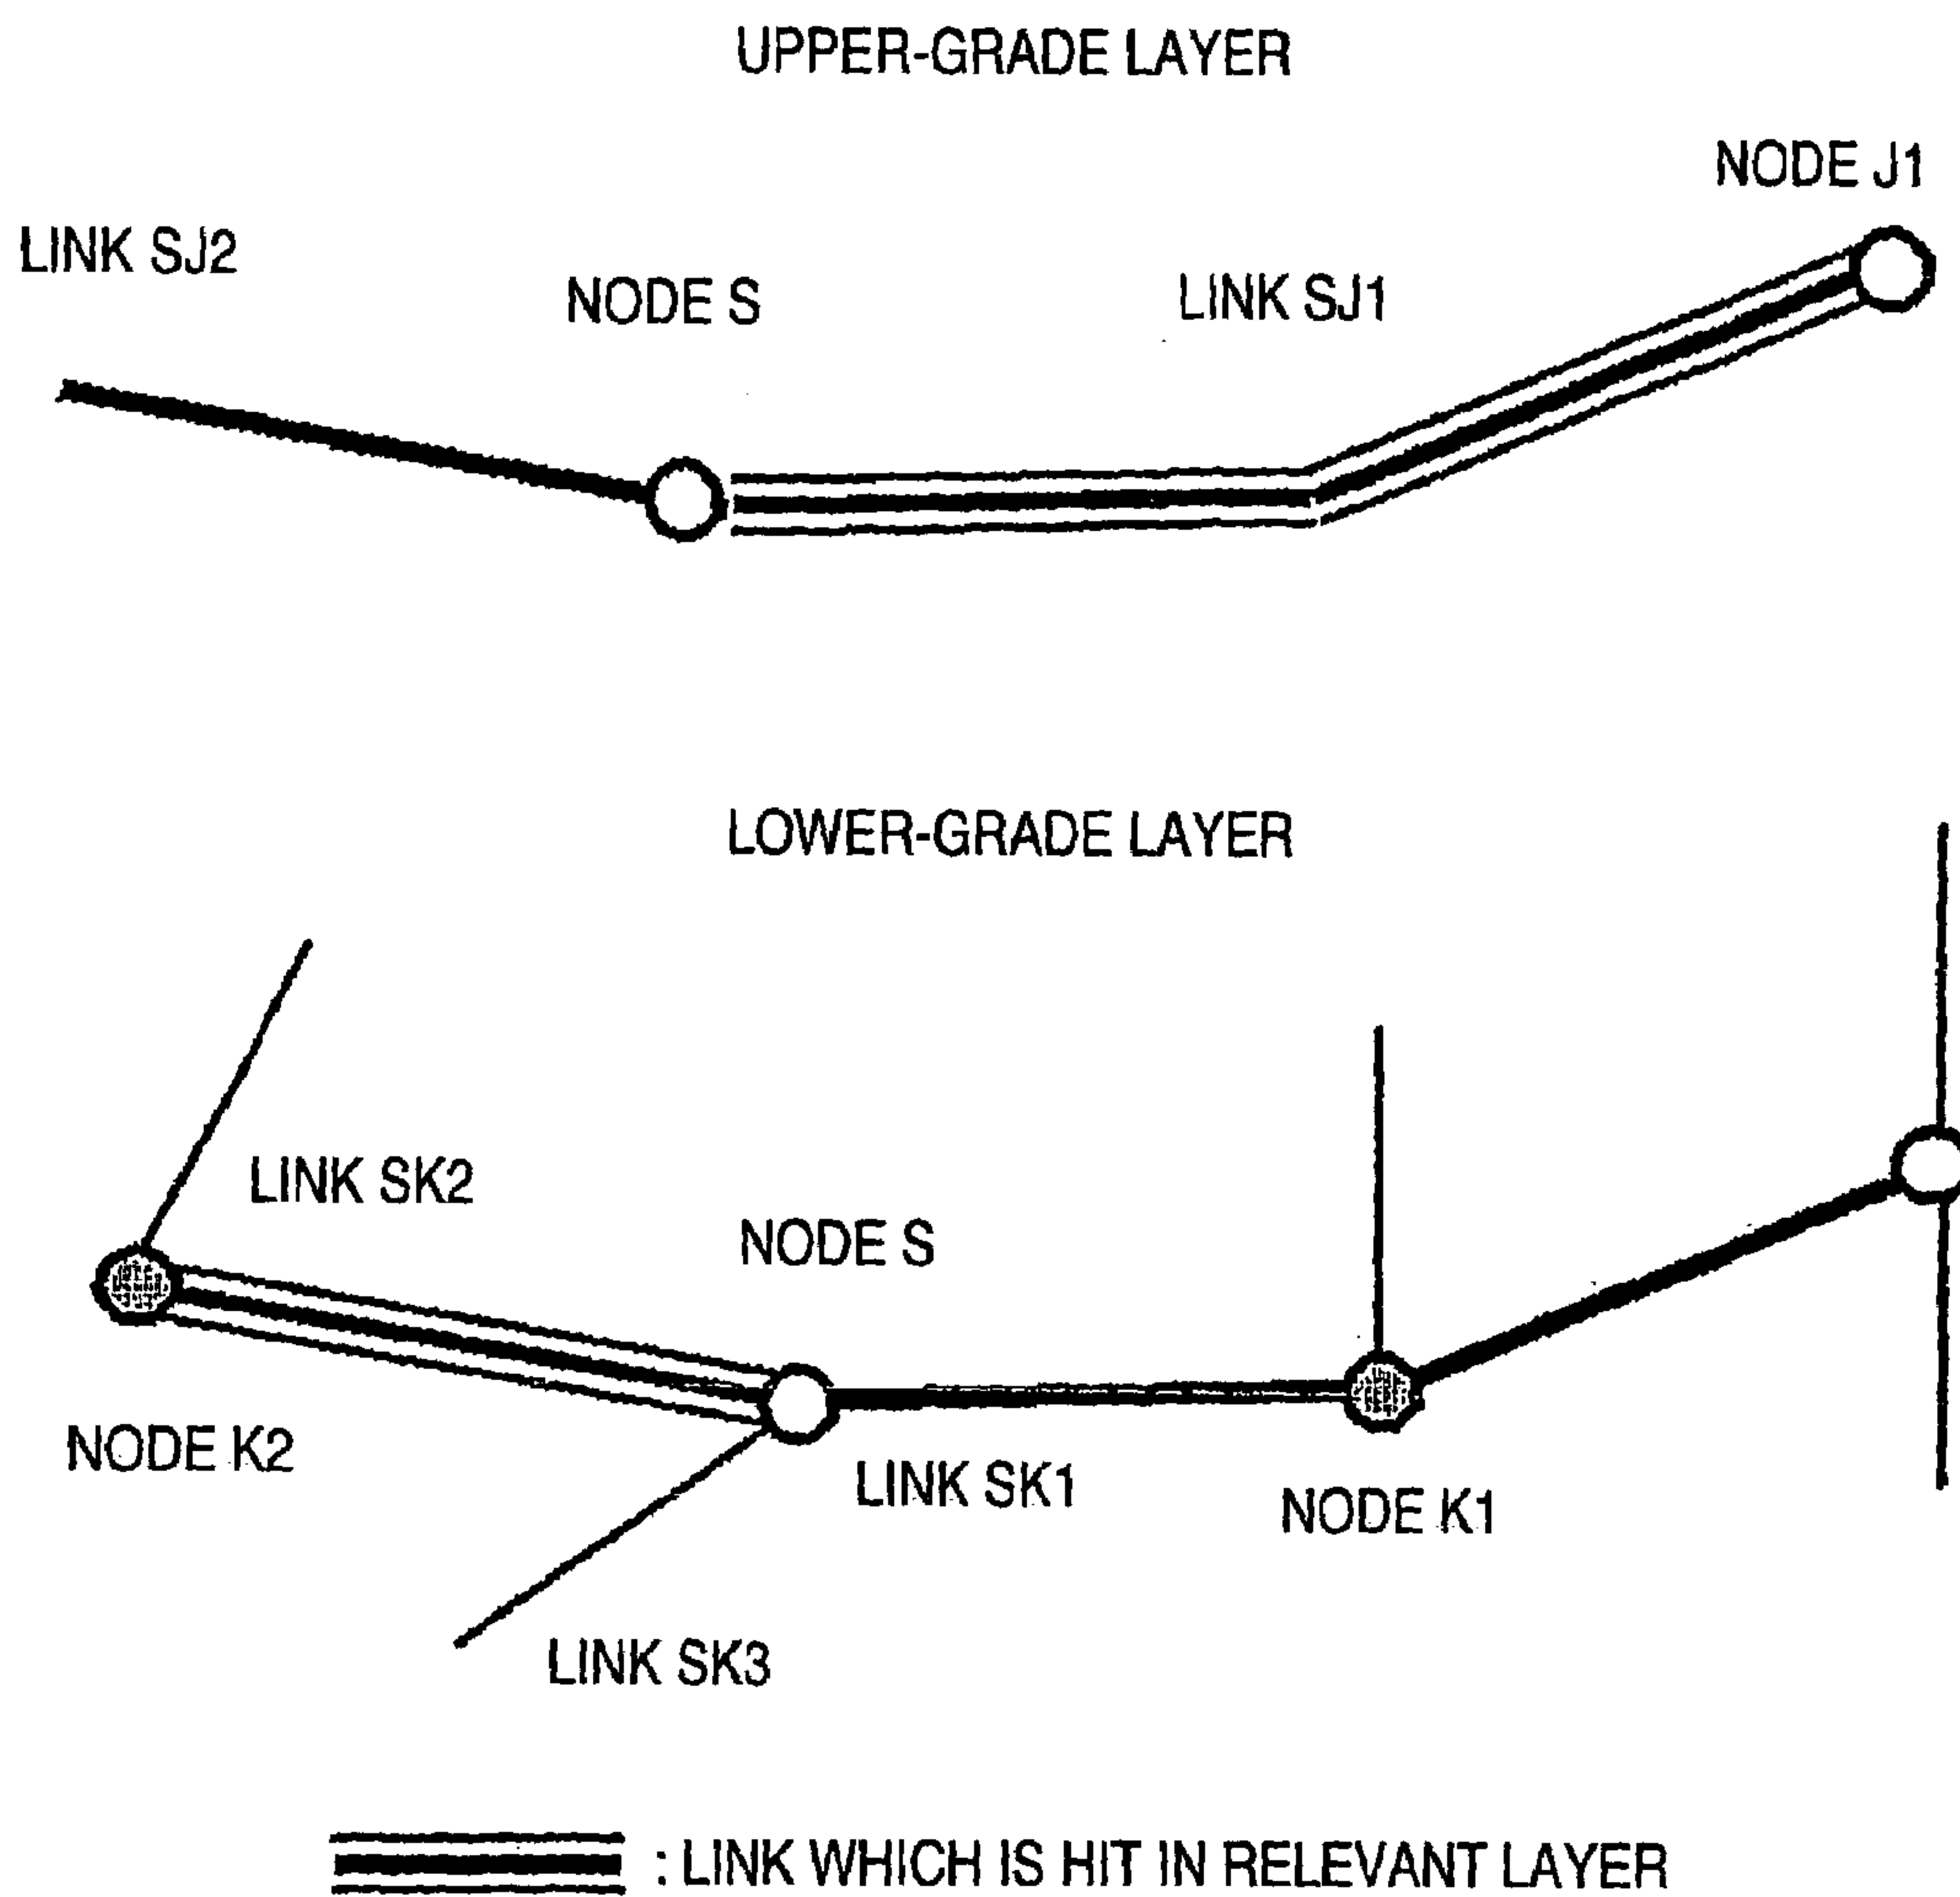 UPPER-GRADE LAYER
NODE J1
LINK SJ2
NODE S
LINK SJ1
LOWER-GRADE LAYER
LINK SK2
NODE S
NODE K2
LINK SK1
NODE K1
LINK SK3
: LINK WHICH IS HIT IN RELEVANT LAYER